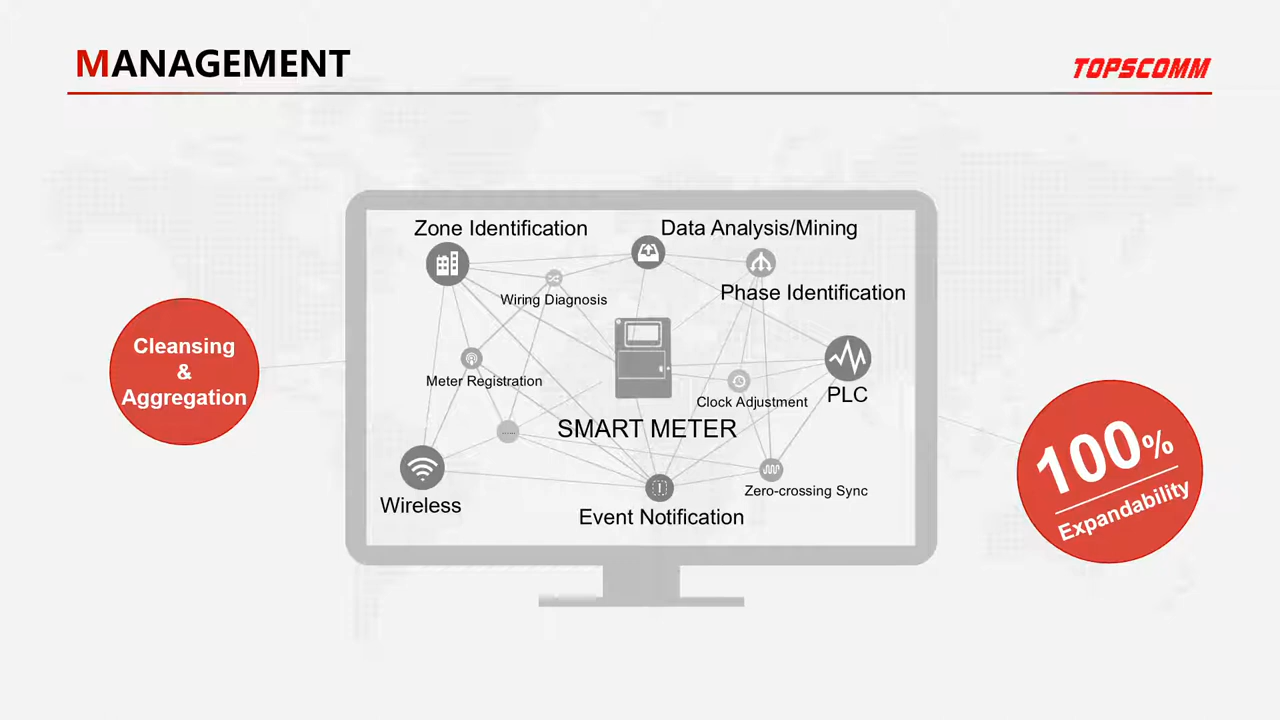 MANAGEMENT
TOPSCOMM
Zone Identification
Data Analysis/Mining
Wiring Diagnosis
Phase Identification
Cleansing
&
Aggregation
Meter Registration
Clock Adjustment
PLC
SMART METER
......
Wireless
Event Notification
Zero-crossing Sync
100%
Expandability